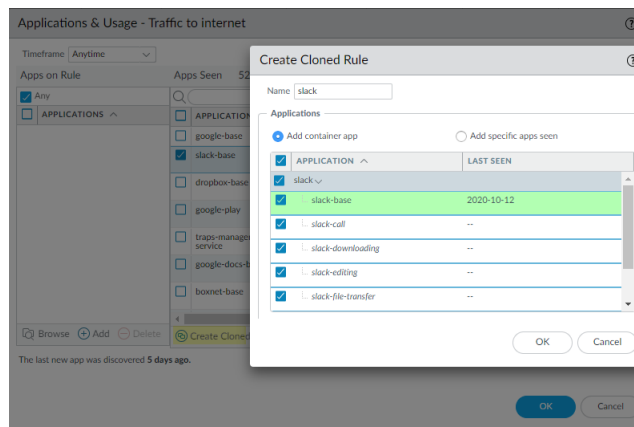 Applications & Usage - Traffic to internet
Timeframe Anytime
Apps on Rule
Apps Seen 52
Any
APPLICATIONS
APPLICATION
google-base
slack-base
dropbox-base
google-play
traps-manage
service
google-docs-b
boxnet-base
Browse Add Delete
Create Cloned
The last new app was discovered 5 days ago.
OK Cancel
Create Cloned Rule
Name slack
Applications
Add container app Add specific apps seen
APPLICATION LAST SEEN
slack
slack-base 2020-10-12
slack-call --
slack-downloading --
slack-editing --
slack-file-transfer --
OK Cancel